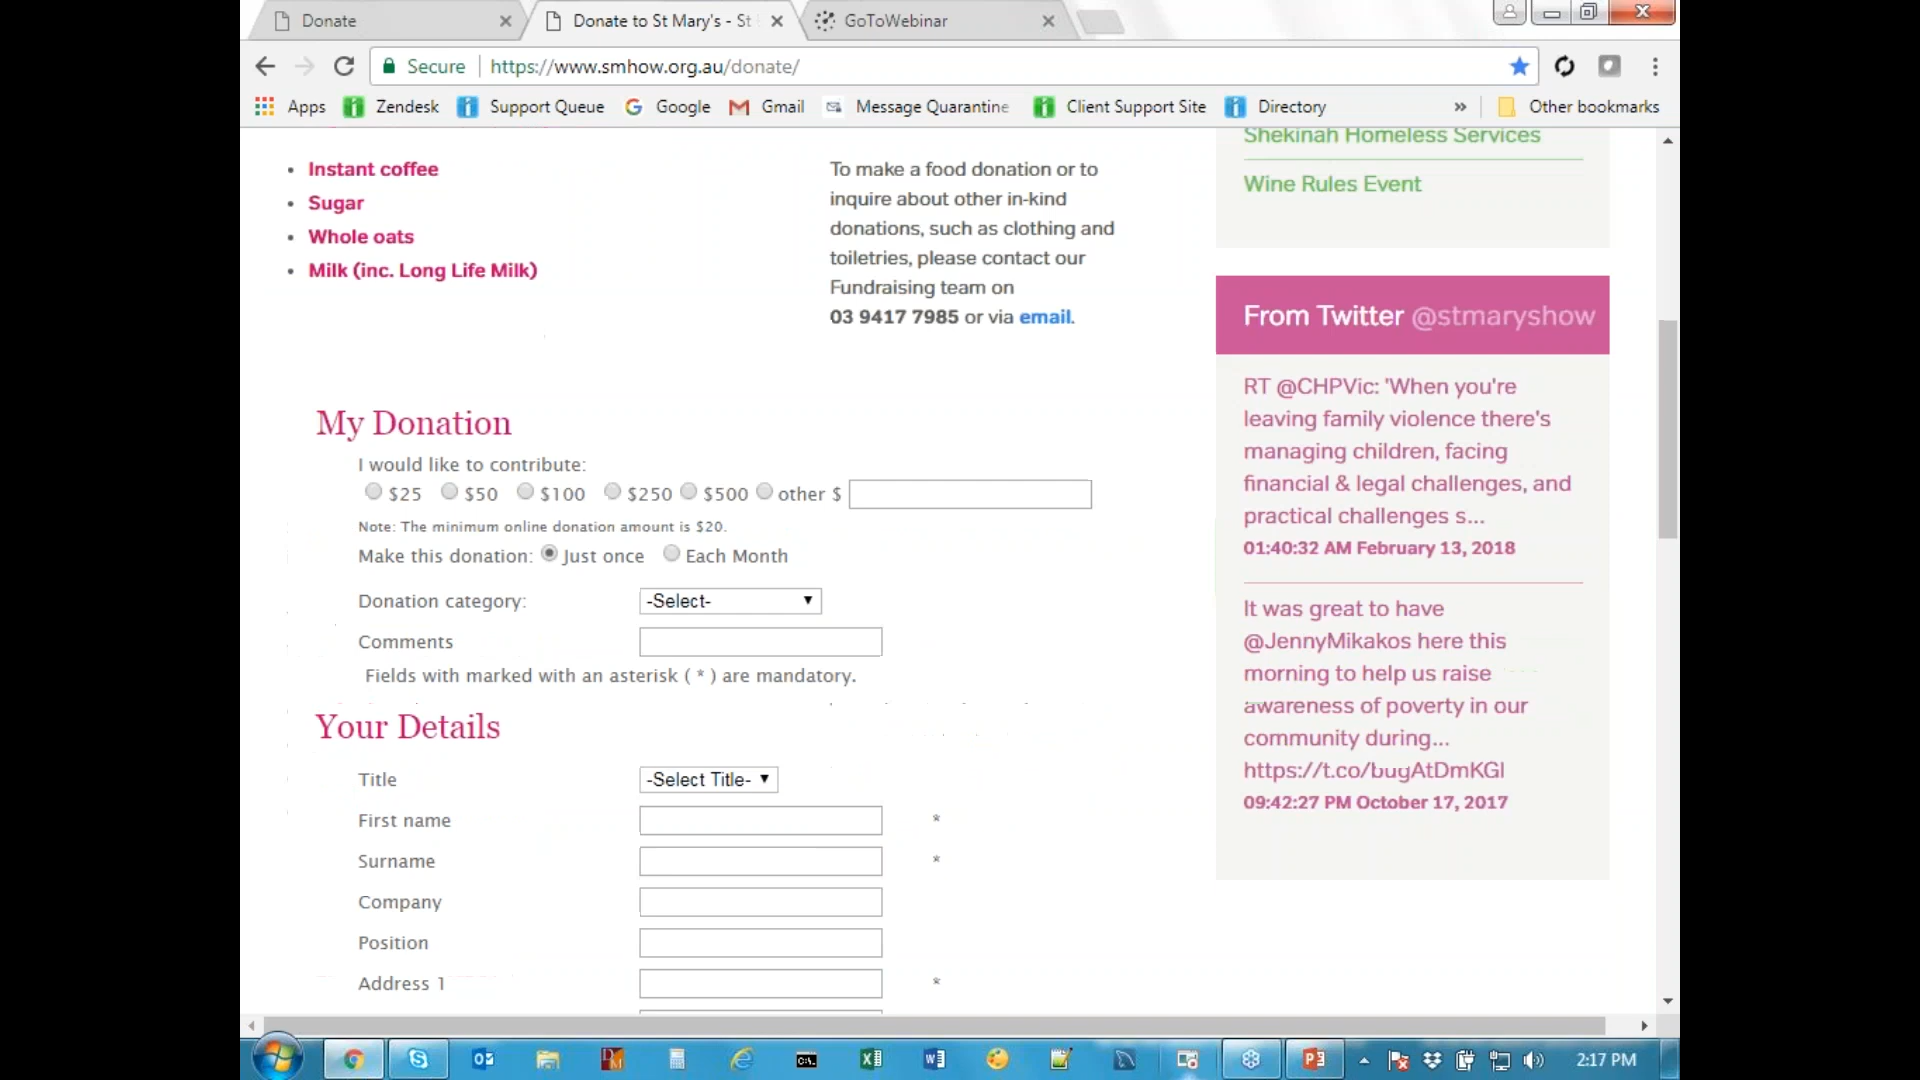 Donate
Donate to St Mary's - St
GoToWebinar
Secure
https://www.smhow.org.au/donate/
Apps
Zendesk
Support Queue
Google
Gmail
Message Quarantine
Client Support Site
Directory
»
Other bookmarks
Instant coffee
Sugar
Whole oats
Milk (inc. Long Life Milk)
To make a food donation or to
inquire about other in-kind
donations, such as clothing and
toiletries, please contact our
Fundraising team on
03 9417 7985 or via email.
My Donation
I would like to contribute:
$25 $50 $100 $250 $500 other $
Note: The minimum online donation amount is $20.
Make this donation: Just once Each Month
Donation category: -Select-
Comments
Fields with marked with an asterisk ( * ) are mandatory.
Your Details
Title -Select Title-
First name *
Surname *
Company
Position
Address 1 *
Shekinah Homeless Services
Wine Rules Event
From Twitter @stmaryshow
RT @CHPVic: 'When you're
leaving family violence there's
managing children, facing
financial & legal challenges, and
practical challenges s...
01:40:32 AM February 13, 2018
It was great to have
@JennyMikakos here this
morning to help us raise
awareness of poverty in our
community during...
https://t.co/bugAtDmKGl
09:42:27 PM October 17, 2017
2:17 PM